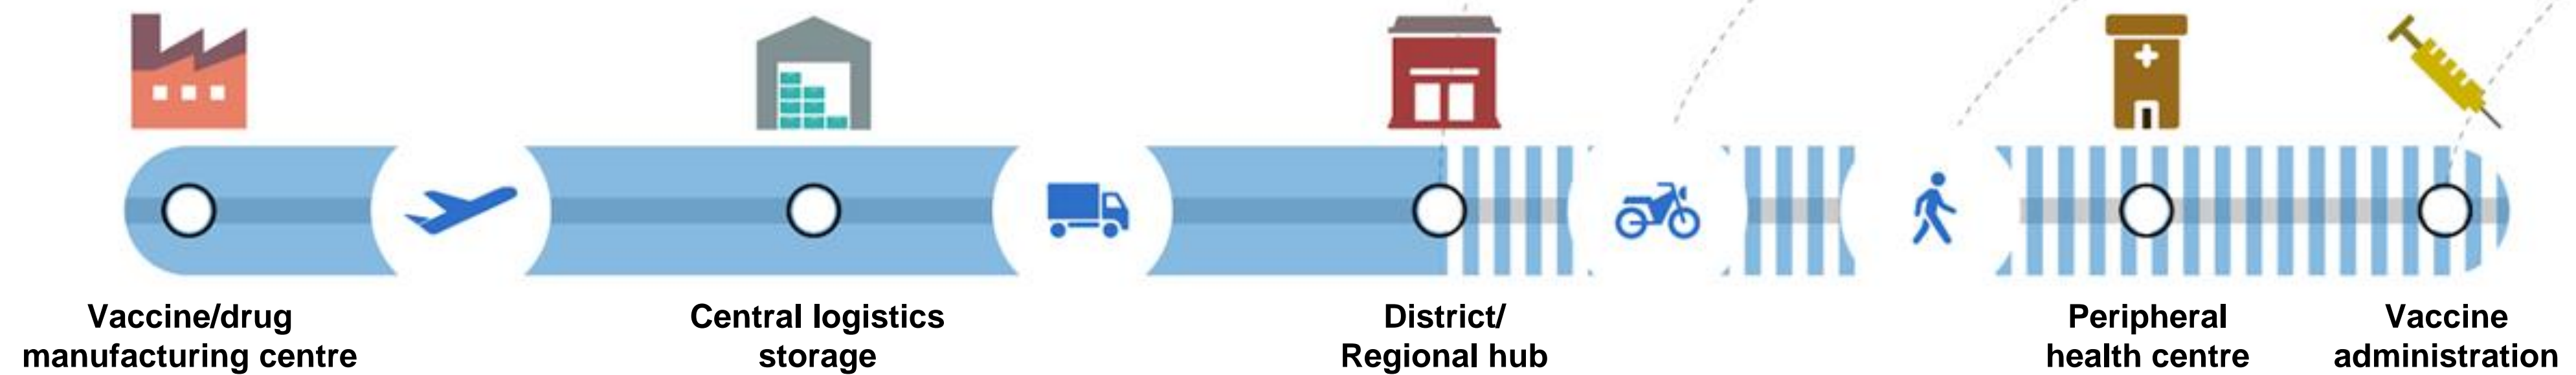 Vaccine/drug
manufacturing centre
Central logistics
storage
District/
Regional hub
Peripheral
health centre
Vaccine
administration